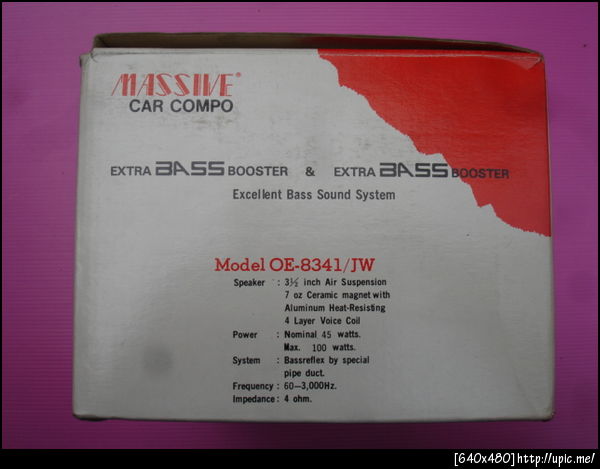 MASSIVE®
CAR COMPO
EXTRA BASS BOOSTER & EXTRA BASS BOOSTER
Excellent Bass Sound System
Model OE-8341/JW
Speaker : 3½ inch Air Suspension
7 oz Ceramic magnet with
Aluminum Heat-Resisting
4 Layer Voice Coil
Power : Nominal 45 watts.
Max. 100 watts.
System : Bassreflex by special
pipe duct.
Frequency : 60—3,000Hz.
Impedance : 4 ohm.
[640x480]http://upic.me/